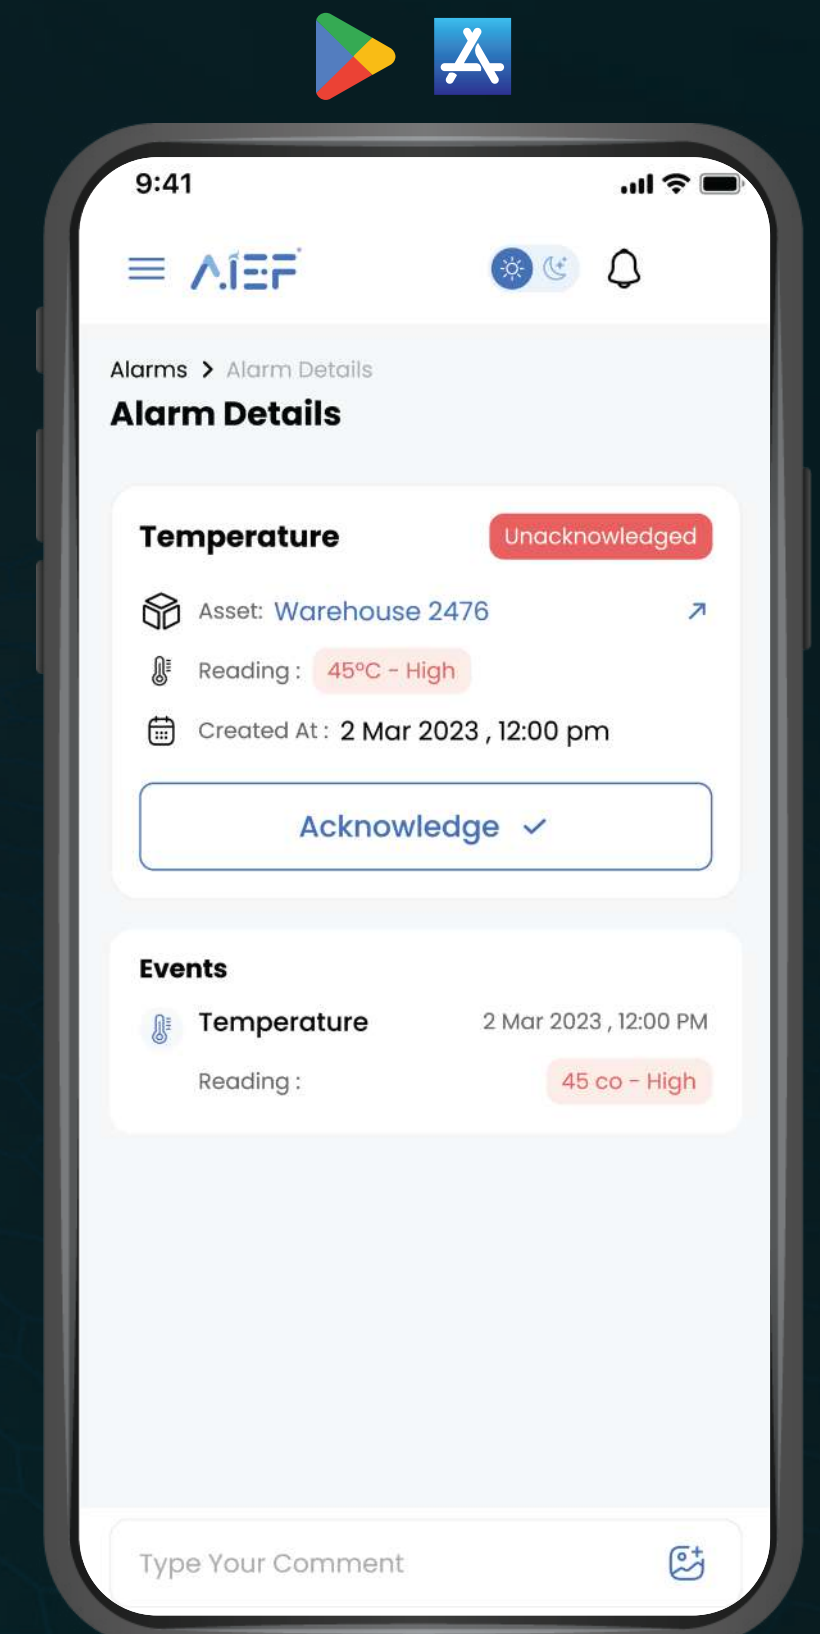 9:41
A.iEF
Alarms > Alarm Details
Alarm Details
Temperature
Unacknowledged
Asset: Warehouse 2476
Reading : 45°C - High
Created At : 2 Mar 2023 , 12:00 pm
Acknowledge
Events
Temperature 2 Mar 2023 , 12:00 PM
Reading : 45 co - High
Type Your Comment